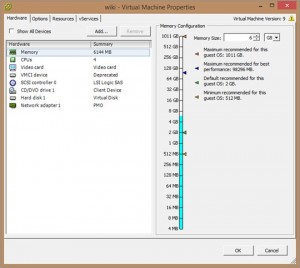 wiki - Virtual Machine Properties
Hardware Options Resources vServices
Virtual Machine Version: 9
Show All Devices
Add... Remove
Hardware Summary
Memory 6144 MB
CPUs 4
Video card Video card
VMCI device Deprecated
SCSI controller 0 LSI Logic SAS
CD/DVD drive 1 Client Device
Hard disk 1 Virtual Disk
Network adapter 1 PMO
Memory Configuration
Memory Size: 6 GB
1011 GB
512 GB
256 GB
128 GB
64 GB
32 GB
16 GB
8 GB
4 GB
2 GB
1 GB
512 MB
256 MB
128 MB
64 MB
32 MB
16 MB
8 MB
4 MB
Maximum recommended for this
guest OS: 1011 GB.
Maximum recommended for best
performance: 98296 MB.
Default recommended for this
guest OS: 2 GB.
Minimum recommended for this
guest OS: 512 MB.
OK Cancel